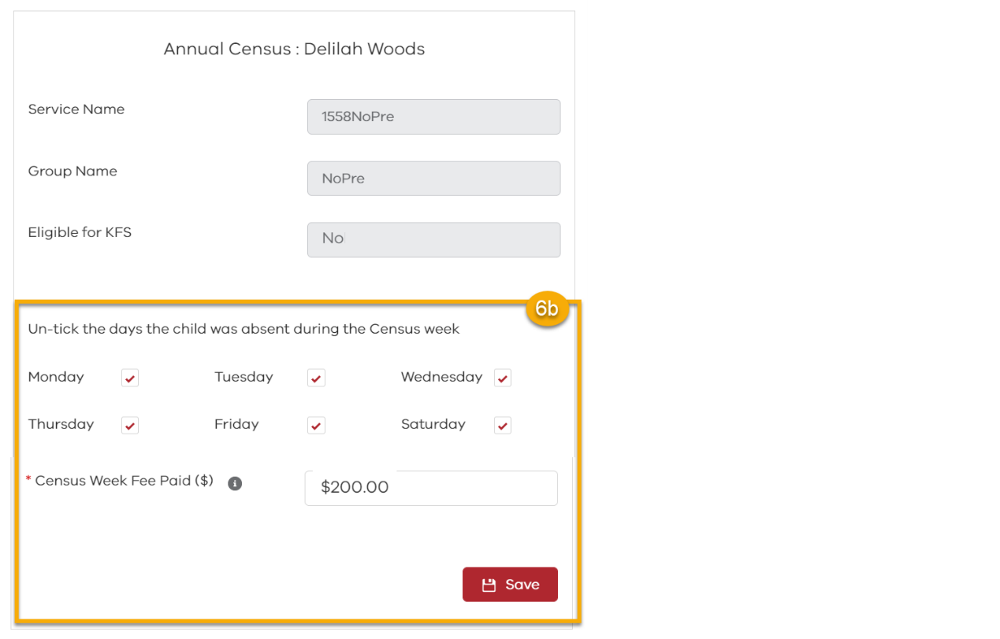 Annual Census : Delilah Woods
Service Name 1558NoPre
Group Name NoPre
Eligible for KFS No
6b
Un-tick the days the child was absent during the Census week
Monday Tuesday Wednesday
Thursday Friday Saturday
* Census Week Fee Paid ($) i $200.00
Save